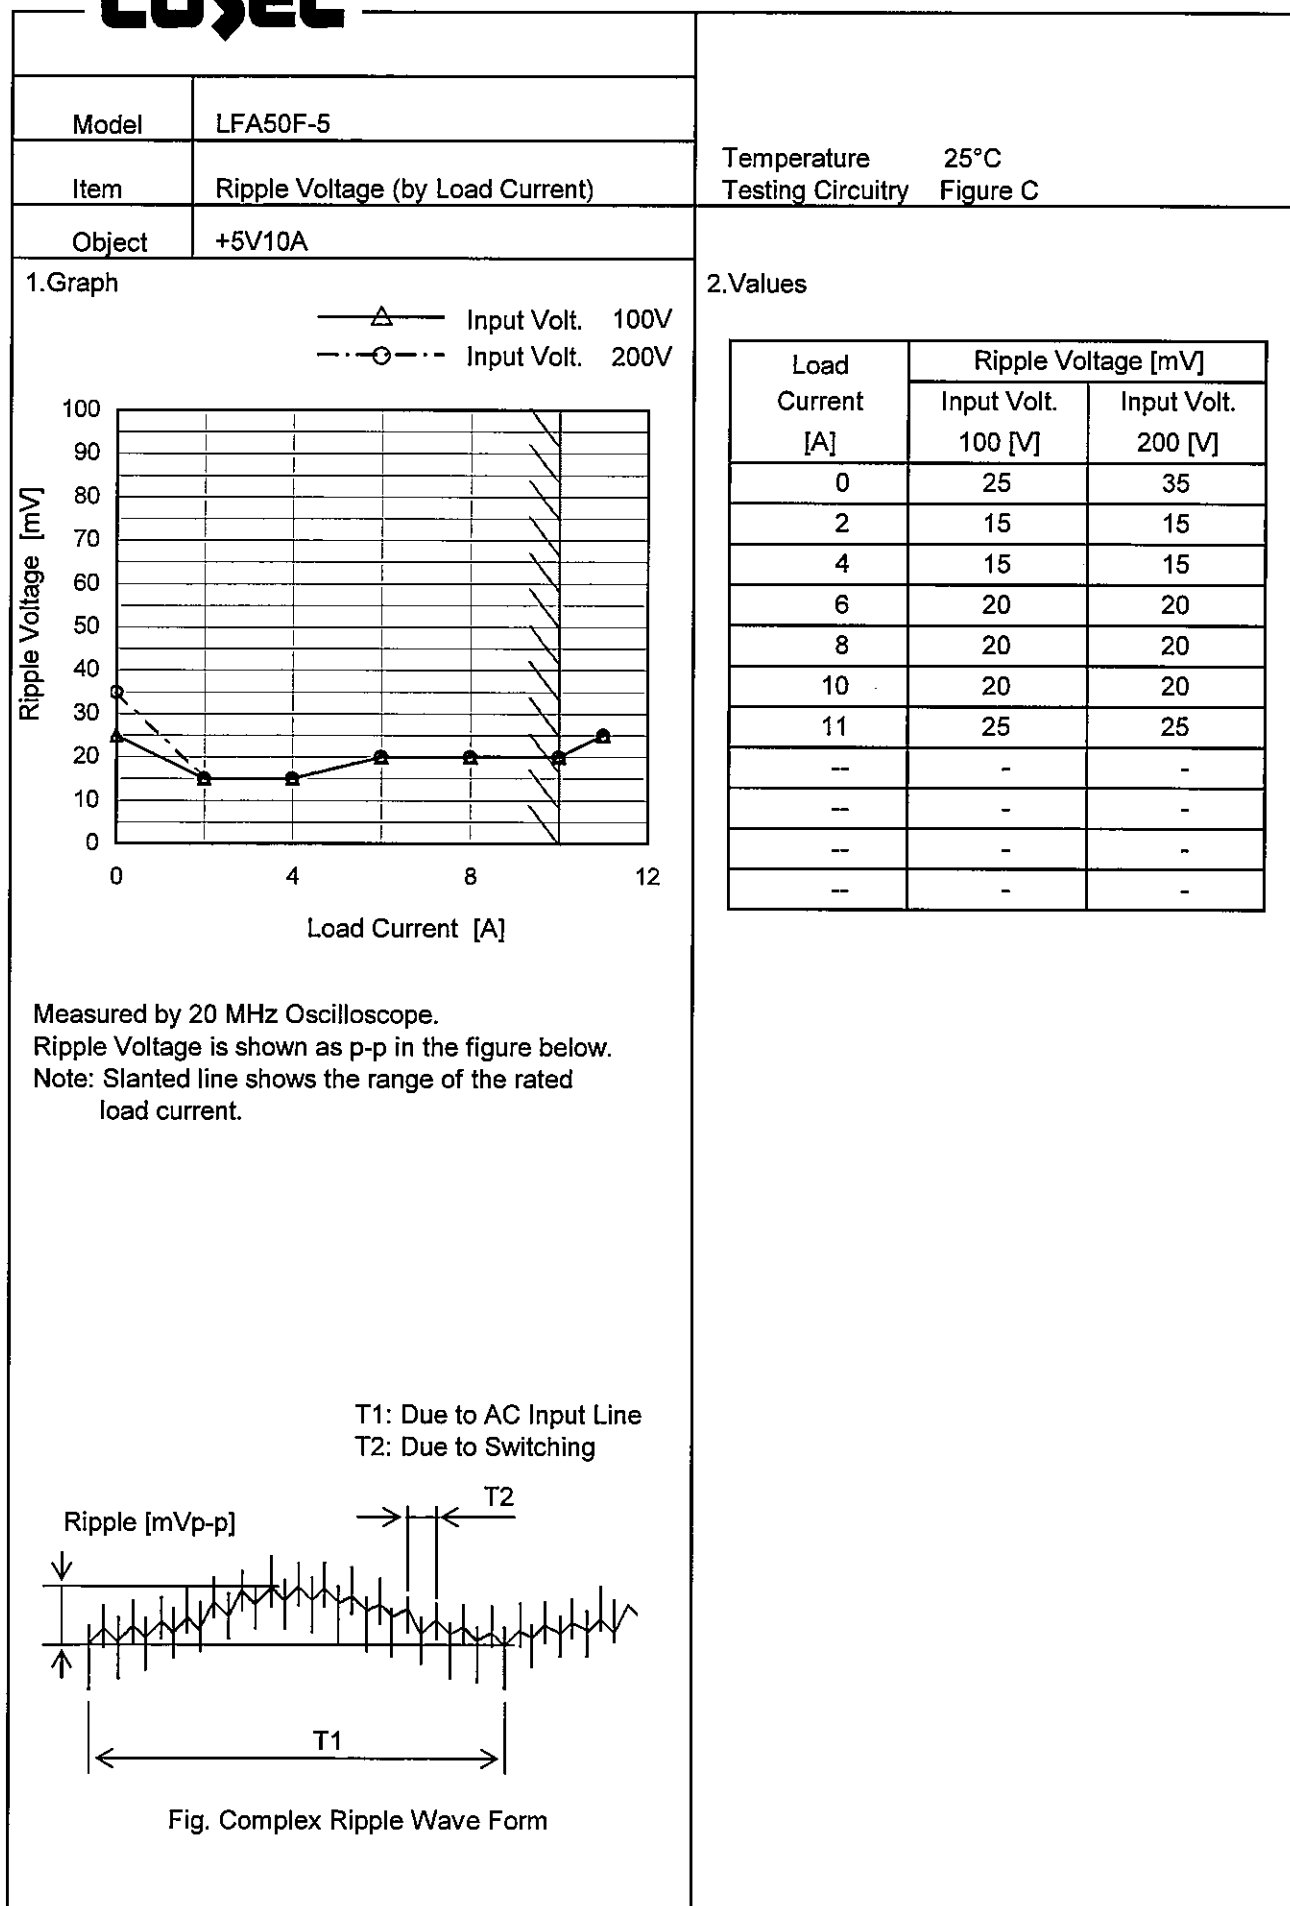 COSEL
Model LFA50F-5
Item Ripple Voltage (by Load Current)
Object +5V10A
Temperature 25°C
Testing Circuitry Figure C
1.Graph
Input Volt. 100V
Input Volt. 200V
100
90
80
70
60
50
40
30
20
10
0
Ripple Voltage [mV]
0 4 8 12
Load Current [A]
Measured by 20 MHz Oscilloscope.
Ripple Voltage is shown as p-p in the figure below.
Note: Slanted line shows the range of the rated
load current.
T1: Due to AC Input Line
T2: Due to Switching
T2
Ripple [mVp-p]
T1
Fig. Complex Ripple Wave Form
2.Values
Load Ripple Voltage [mV]
Current Input Volt. Input Volt.
[A] 100 [V] 200 [V]
0 25 35
2 15 15
4 15 15
6 20 20
8 20 20
10 20 20
11 25 25
-- - -
-- - -
-- - -
-- - -